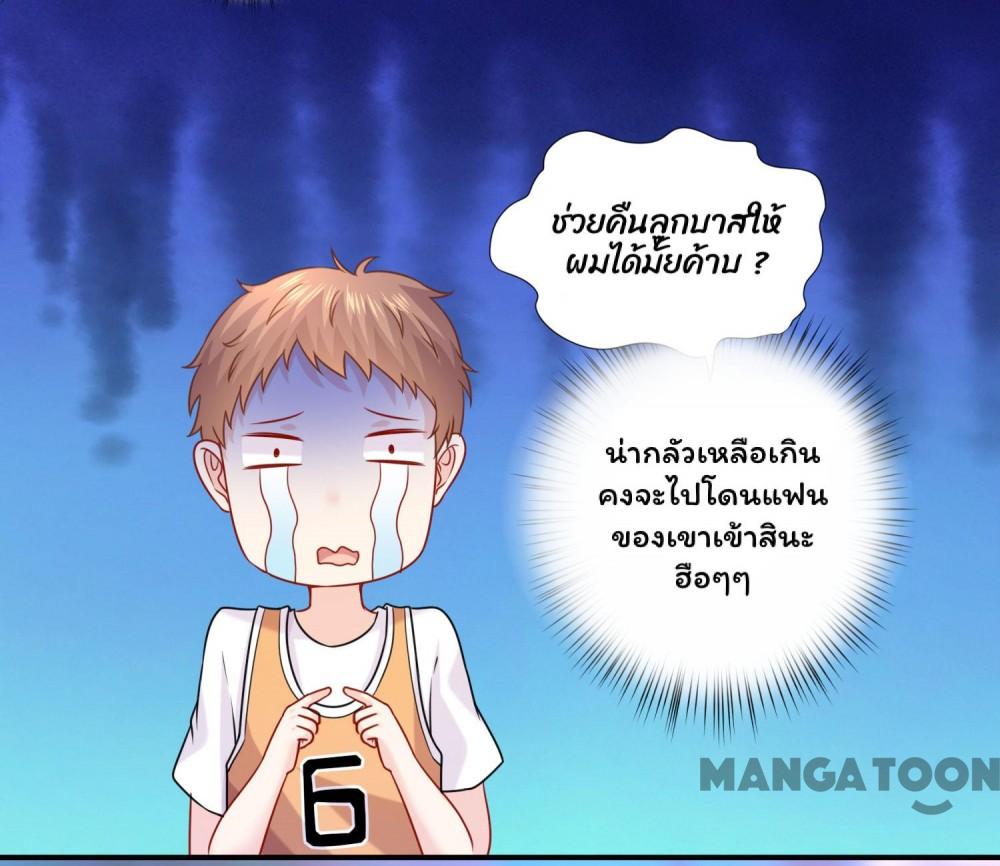 ช่วยคืนลูกบาสให้
ผมได้มั้ยค้าบ ?
น่ากลัวเหลือเกิน
คงจะไปโดนแฟน
ของเขาเข้าสินะ
ฮือๆๆ
6
MANGATOON